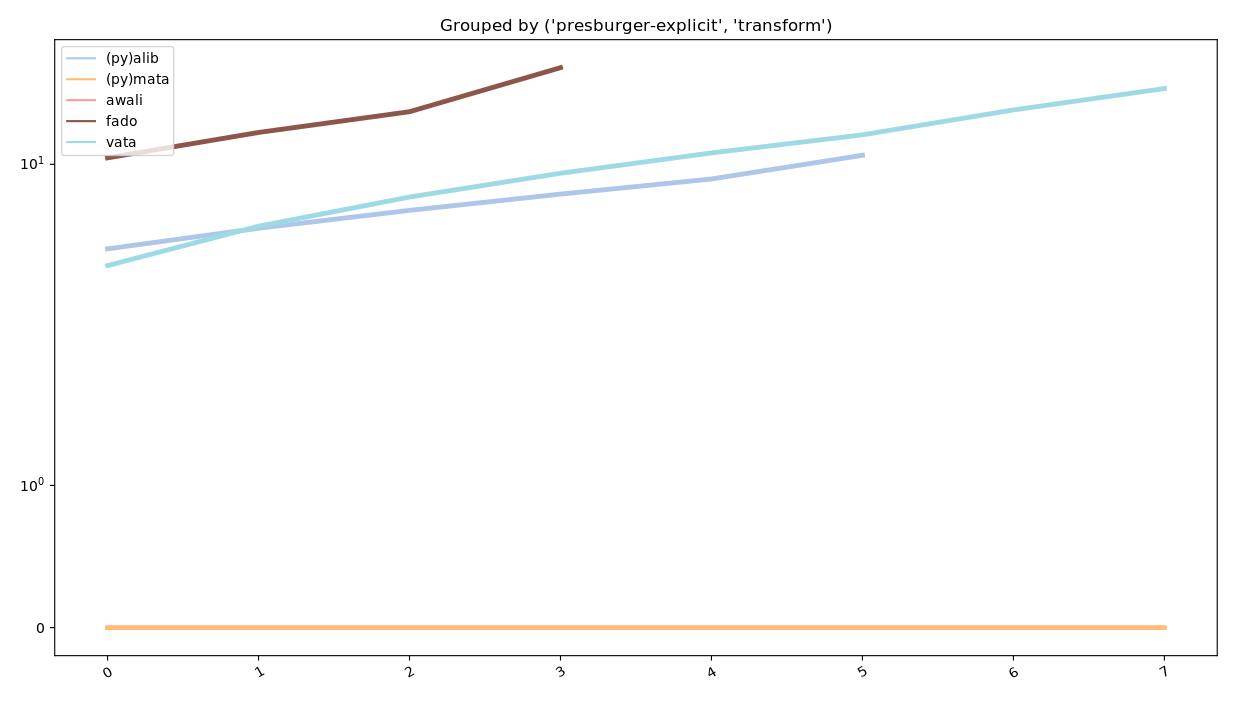 Grouped by ('presburger-explicit', 'transform')
(py)alib
(py)mata
awali
fado
vata
10¹
10⁰
0
0 1 2 3 4 5 6 7